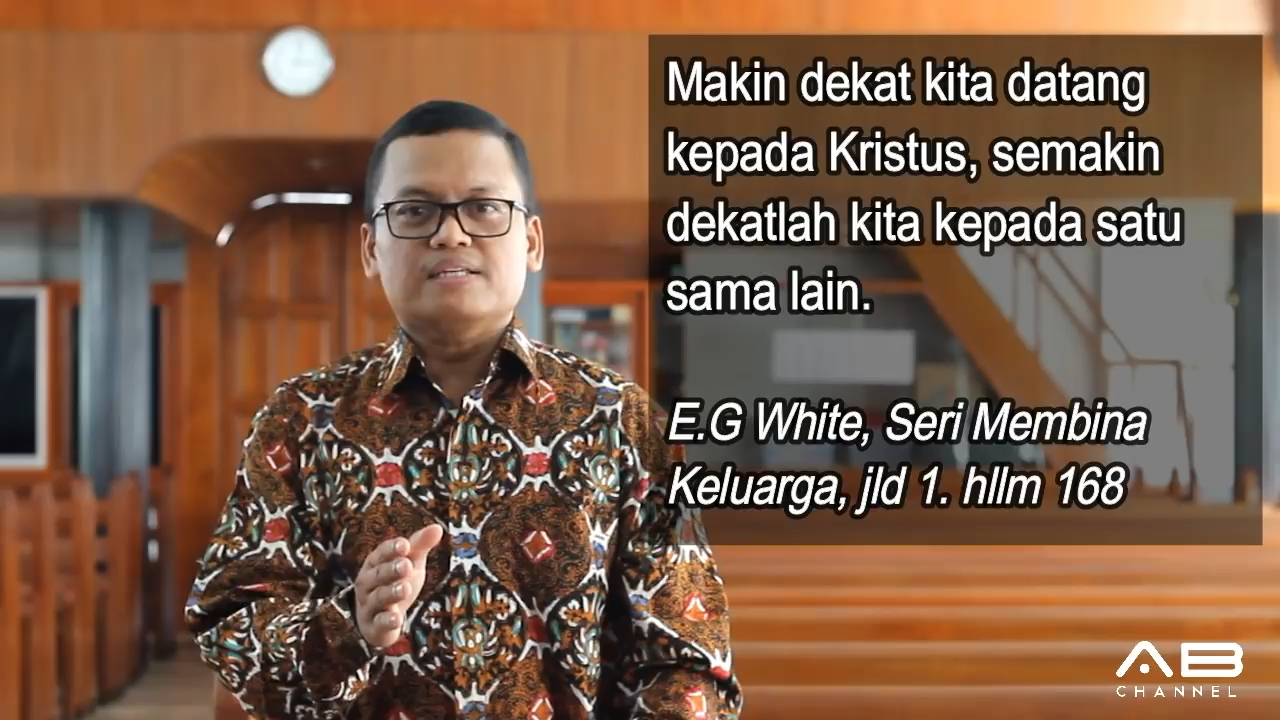 Makin dekat kita datang
kepada Kristus, semakin
dekatlah kita kepada satu
sama lain.
E.G White, Seri Membina
Keluarga, jld 1. hllm 168
AB
CHANNEL